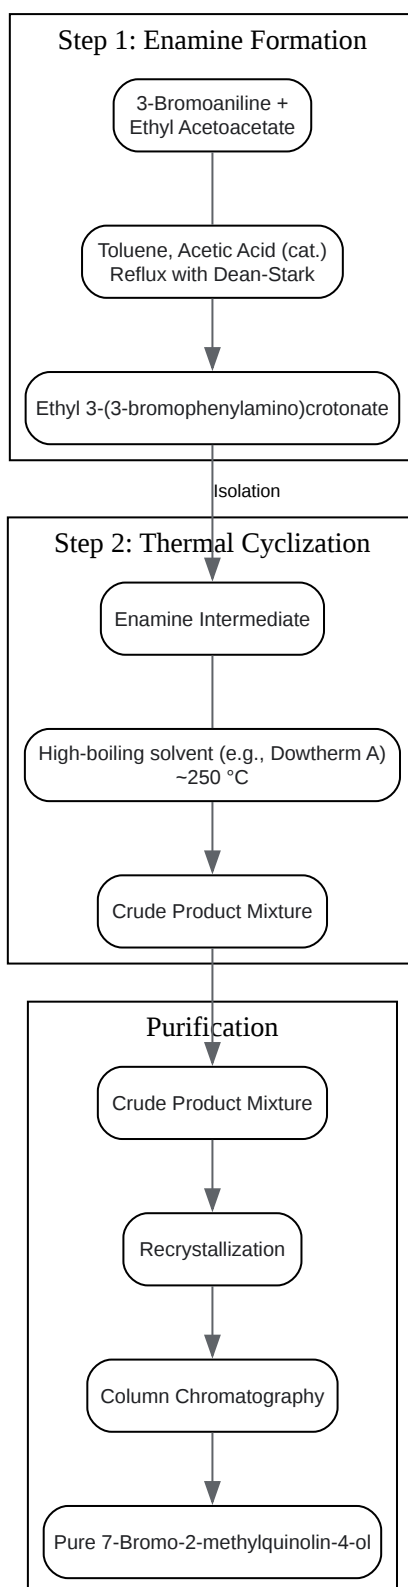 Step 1: Enamine Formation
3-Bromoaniline +
Ethyl Acetoacetate
Toluene, Acetic Acid (cat.)
Reflux with Dean-Stark
Ethyl 3-(3-bromophenylamino)crotonate
Isolation
Step 2: Thermal Cyclization
Enamine Intermediate
High-boiling solvent (e.g., Dowtherm A)
~250 °C
Crude Product Mixture
Purification
Crude Product Mixture
Recrystallization
Column Chromatography
Pure 7-Bromo-2-methylquinolin-4-ol